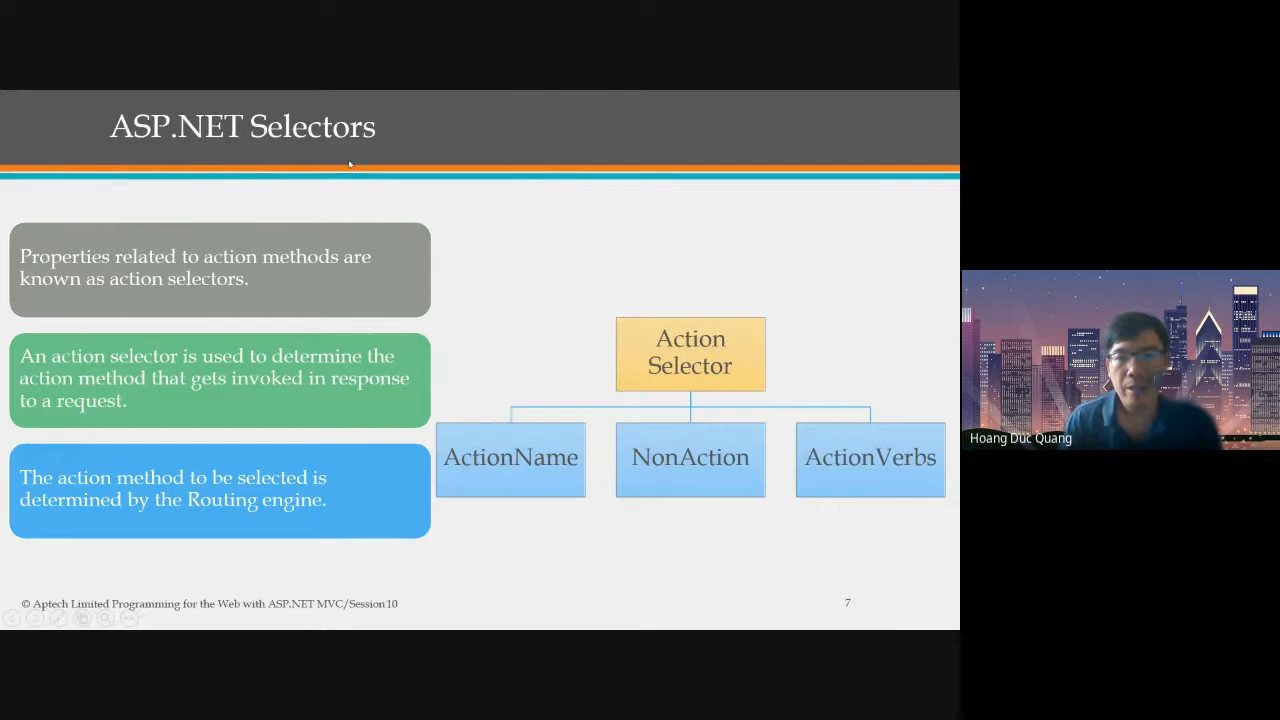 ASP.NET Selectors
Properties related to action methods are
known as action selectors.
An action selector is used to determine the
action method that gets invoked in response
to a request.
The action method to be selected is
determined by the Routing engine.
Action
Selector
ActionName
NonAction
ActionVerbs
© Aptech Limited Programming for the Web with ASP.NET MVC/Session10
7
Hoang Duc Quang